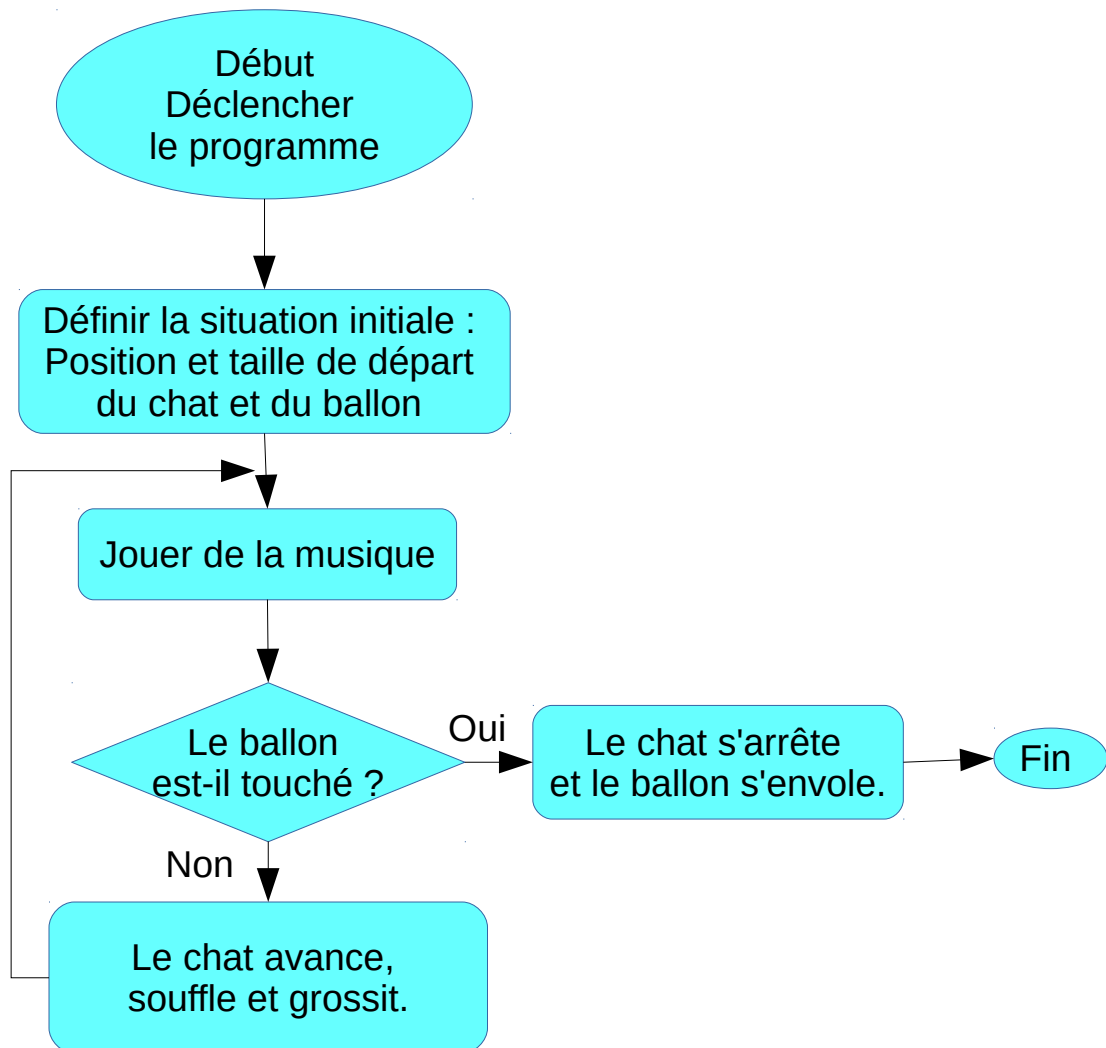 Début
Déclencher
le programme
Définir la situation initiale :
Position et taille de départ
du chat et du ballon
Jouer de la musique
Le ballon
est-il touché ?
Oui
Le chat s'arrête
et le ballon s'envole.
Fin
Non
Le chat avance,
souffle et grossit.